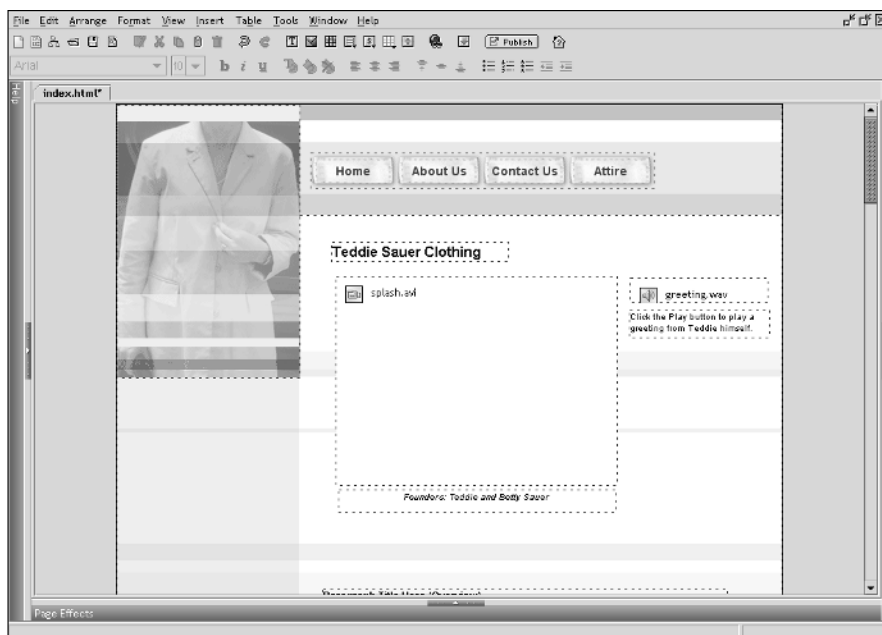 File Edit Arrange Format View Insert Table Tools Window Help
Publish
Arial 10 b i u
Help
index.html*
Home About Us Contact Us Attire
Teddie Sauer Clothing
splash.avi
greeting.wav
Click the Play button to play a
greeting from Teddie himself.
Founders: Teddie and Betty Sauer
Page Effects